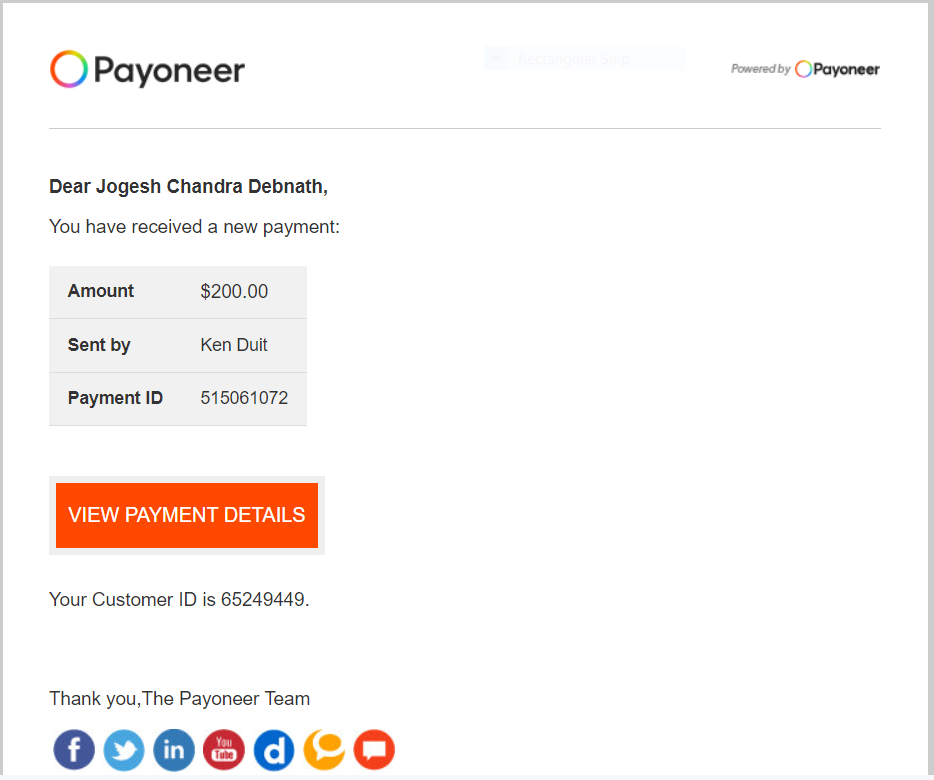 Payoneer
Rectangular Snip
Powered by Payoneer
Dear Jogesh Chandra Debnath,
You have received a new payment:
Amount $200.00
Sent by Ken Duit
Payment ID 515061072
VIEW PAYMENT DETAILS
Your Customer ID is 65249449.
Thank you,The Payoneer Team
f in You Tube d